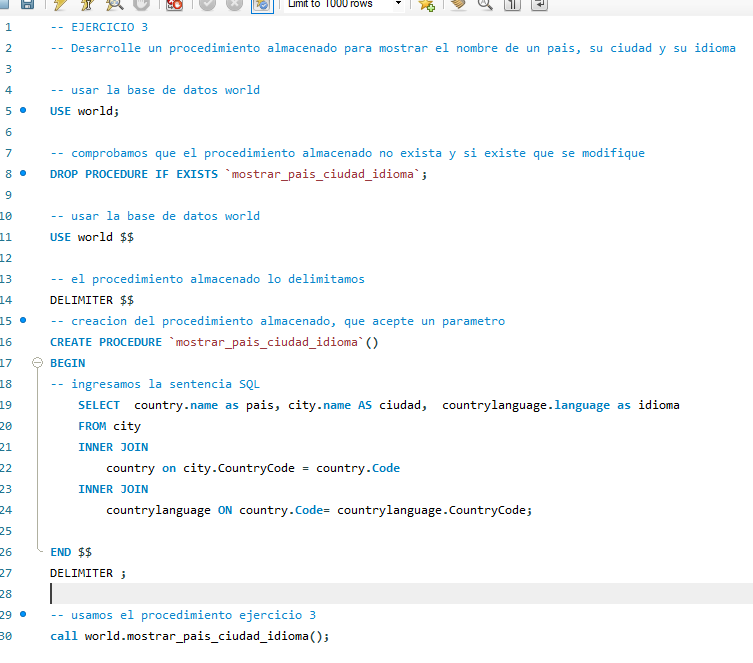 Limit to 1000 rows
1 -- EJERCICIO 3
2 -- Desarrolle un procedimiento almacenado para mostrar el nombre de un pais, su ciudad y su idioma
3
4 -- usar la base de datos world
5 USE world;
6
7 -- comprobamos que el procedimiento almacenado no exista y si existe que se modifique
8 DROP PROCEDURE IF EXISTS `mostrar_pais_ciudad_idioma`;
9
10 -- usar la base de datos world
11 USE world $$
12
13 -- el procedimiento almacenado lo delimitamos
14 DELIMITER $$
15 -- creacion del procedimiento almacenado, que acepte un parametro
16 CREATE PROCEDURE `mostrar_pais_ciudad_idioma`()
17 BEGIN
18 -- ingresamos la sentencia SQL
19 SELECT  country.name as pais, city.name AS ciudad,  countrylanguage.language as idioma
20 FROM city
21 INNER JOIN
22 country on city.CountryCode = country.Code
23 INNER JOIN
24 countrylanguage ON country.Code= countrylanguage.CountryCode;
25
26 END $$
27 DELIMITER ;
28
29 -- usamos el procedimiento ejercicio 3
30 call world.mostrar_pais_ciudad_idioma();